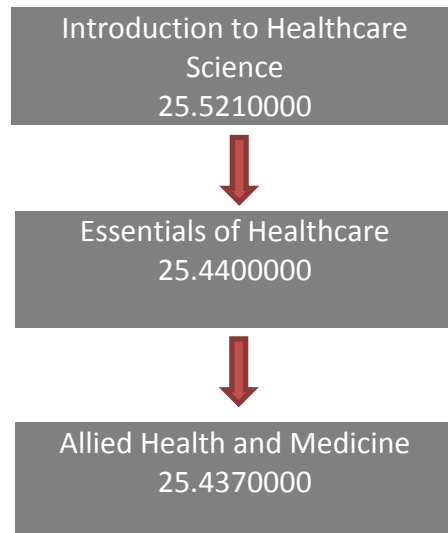 Introduction to Healthcare
Science
25.5210000
Essentials of Healthcare
25.4400000
Allied Health and Medicine
25.4370000